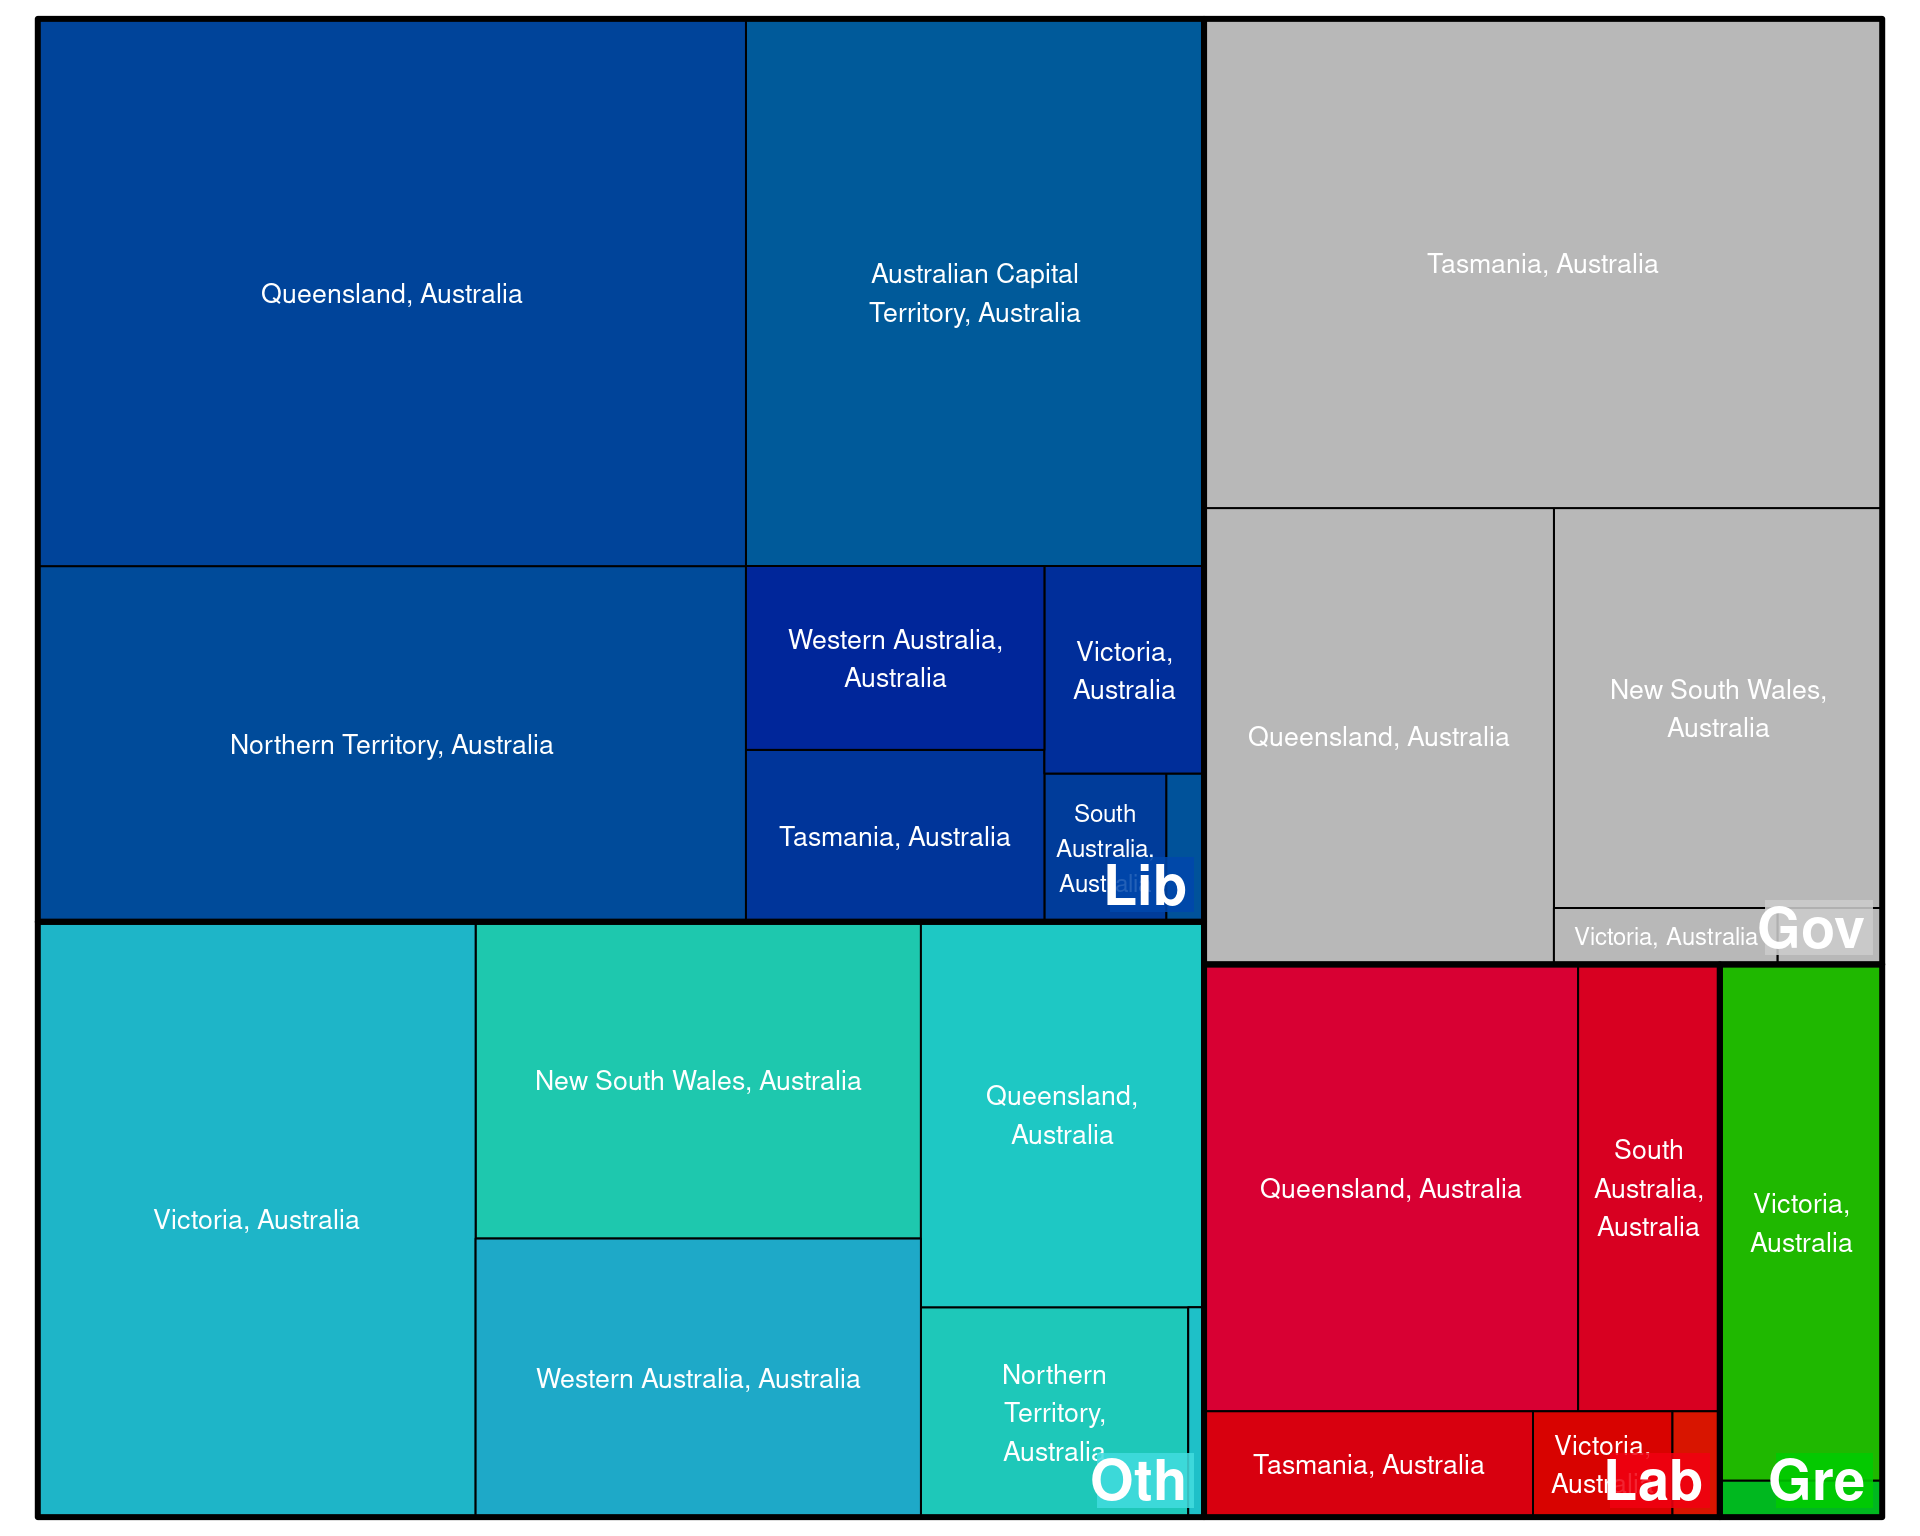 Queensland, Australia
Australian Capital
Territory, Australia
Northern Territory, Australia
Western Australia,
Australia
Victoria,
Australia
Tasmania, Australia
South
Australia,
Australia
Lib
Tasmania, Australia
Queensland, Australia
New South Wales,
Australia
Victoria, Australia
Gov
Victoria, Australia
New South Wales, Australia
Queensland,
Australia
Western Australia, Australia
Northern
Territory,
Australia
Oth
Queensland, Australia
South
Australia,
Australia
Tasmania, Australia
Victoria,
Australia
Lab
Victoria,
Australia
Gre